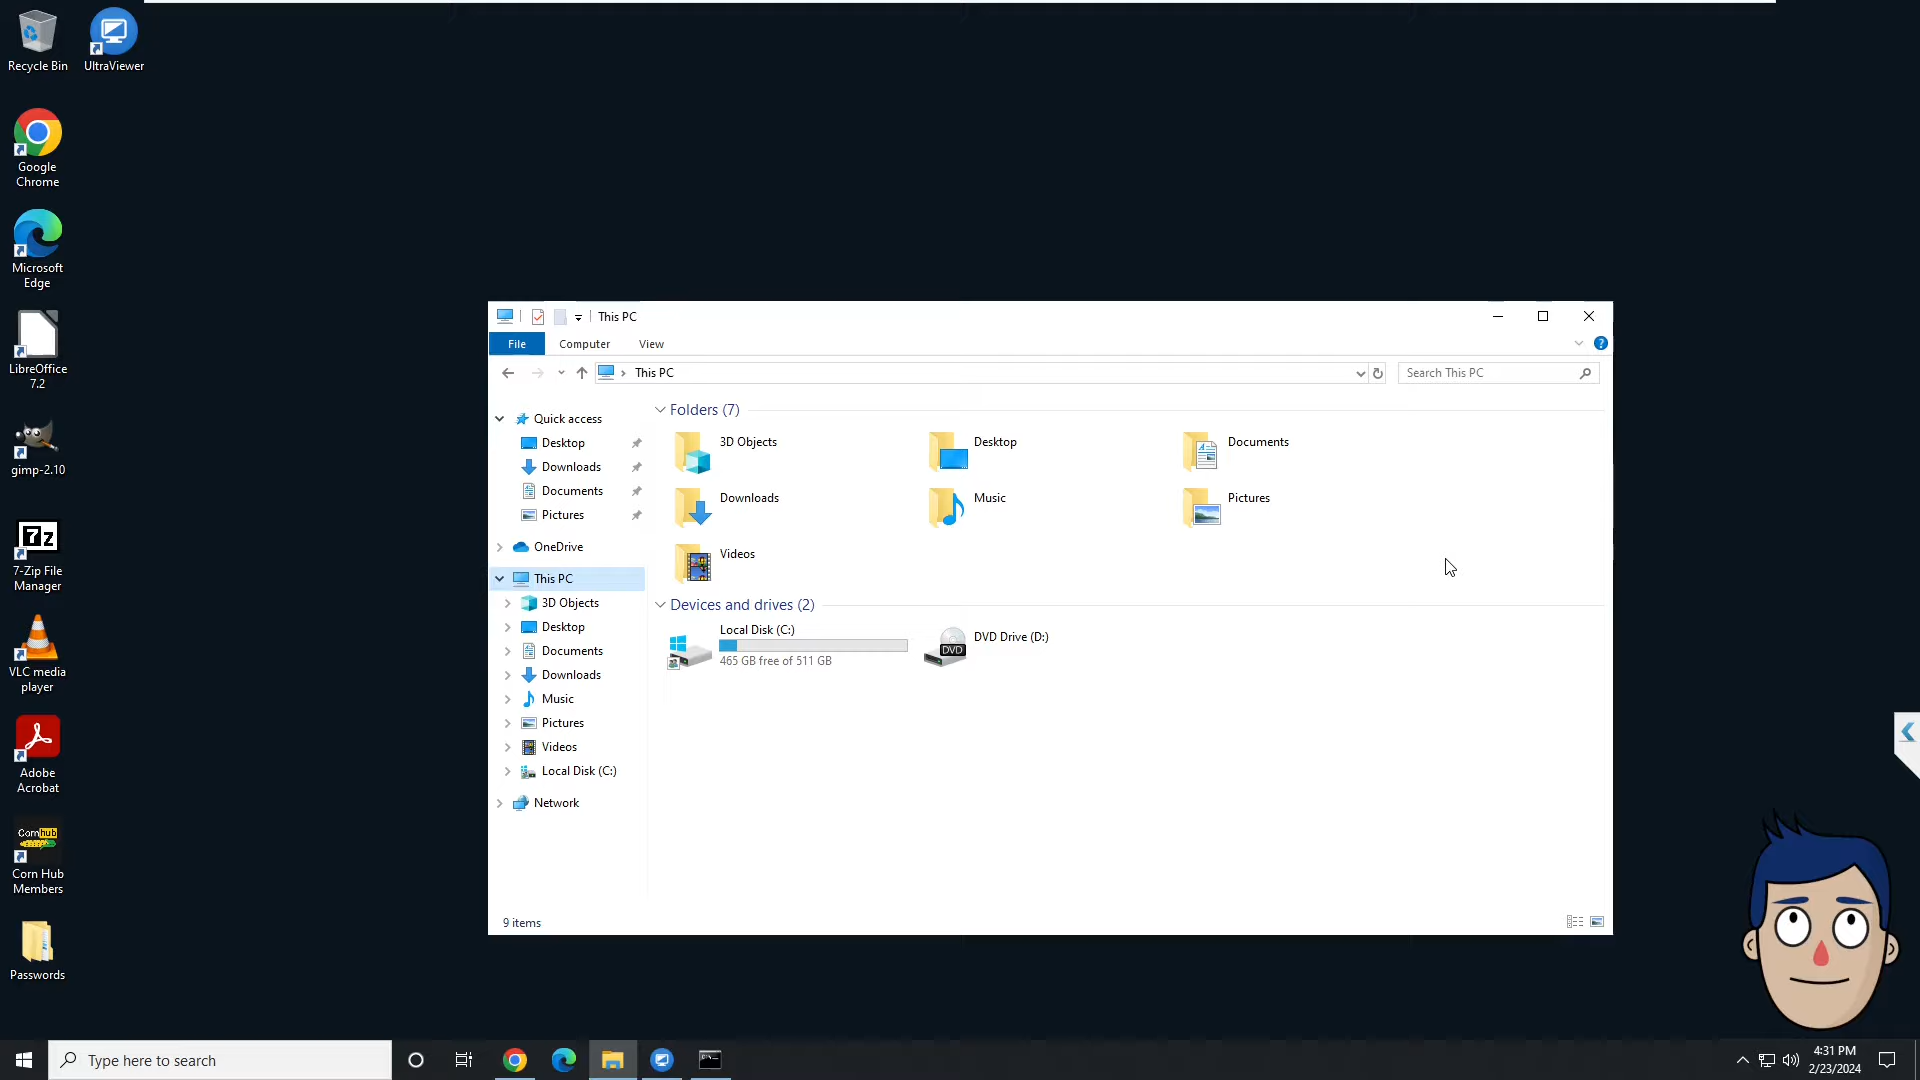 Recycle Bin
UltraViewer
Google
Chrome
Microsoft
Edge
LibreOffice
7.2
gimp-2.10
7z
7-Zip File
Manager
VLC media
player
Adobe
Acrobat
Corn hub
Corn Hub
Members
Passwords
This PC
File
Computer
View
?
This PC
Search This PC
Quick access
Desktop
Downloads
Documents
Pictures
OneDrive
This PC
3D Objects
Desktop
Documents
Downloads
Music
Pictures
Videos
Local Disk (C:)
Network
Folders (7)
3D Objects
Desktop
Documents
Downloads
Music
Pictures
Videos
Devices and drives (2)
Local Disk (C:)
465 GB free of 511 GB
DVD
DVD Drive (D:)
9 items
Type here to search
4:31 PM
2/23/2024